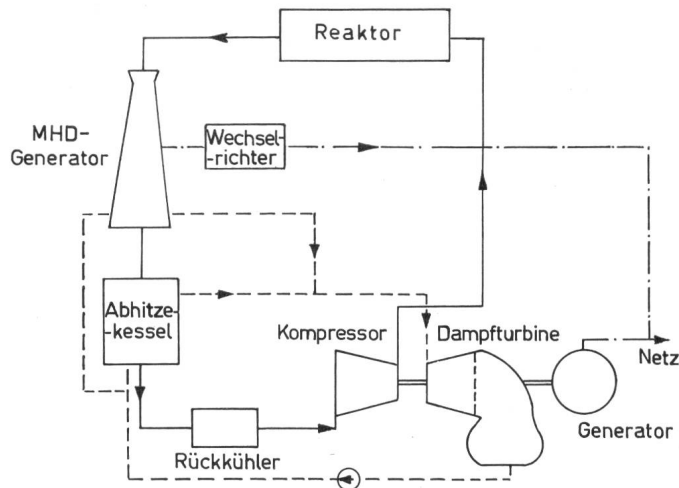 Reaktor
MHD-
Generator
Wechsel-
-richter
Abhitze-
-kessel
Kompressor
Dampfturbine
Netz
Generator
Rückkühler